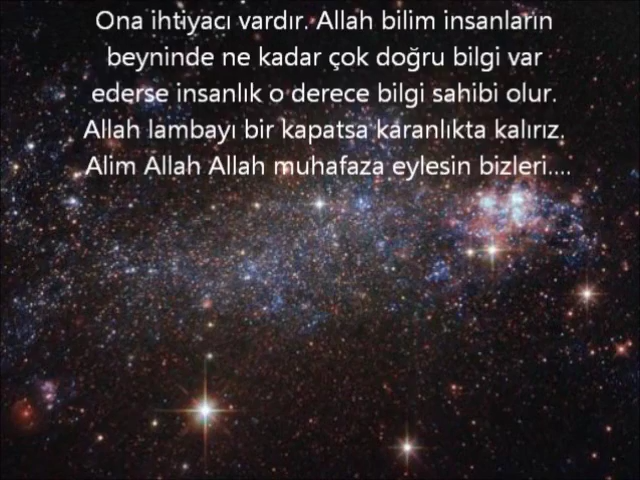 Ona ihtiyacı vardır. Allah bilim insanların
beyninde ne kadar çok doğru bilgi var
ederse insanlık o derece bilgi sahibi olur.
Allah lambayı bir kapatsa karanlıkta kalırız.
Alim Allah Allah muhafaza eylesin bizleri....